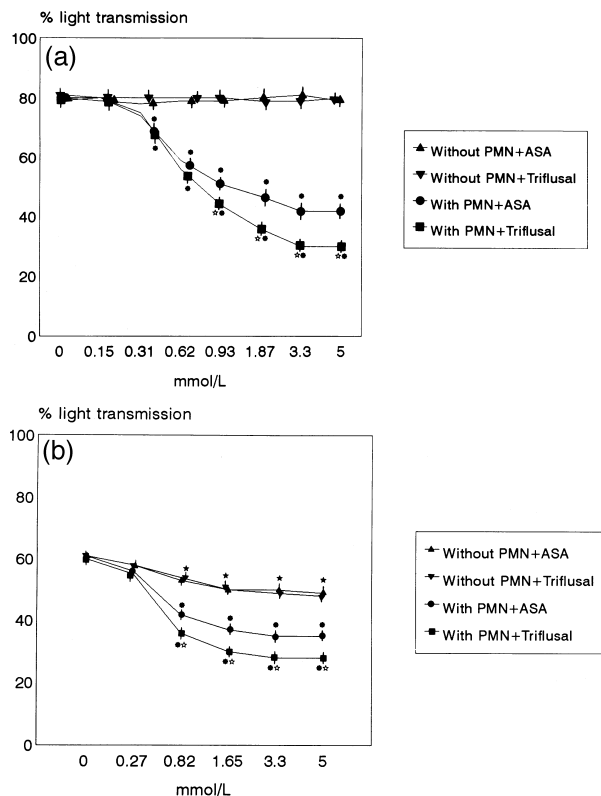 % light transmission
(a)
100
80
60
40
20
0
0 0.15 0.31 0.62 0.93 1.87 3.3 5
mmol/L
Without PMN+ASA
Without PMN+Triflusal
With PMN+ASA
With PMN+Triflusal
% light transmission
(b)
100
80
60
40
20
0
0 0.27 0.82 1.65 3.3 5
mmol/L
Without PMN+ASA
Without PMN+Triflusal
With PMN+ASA
With PMN+Triflusal